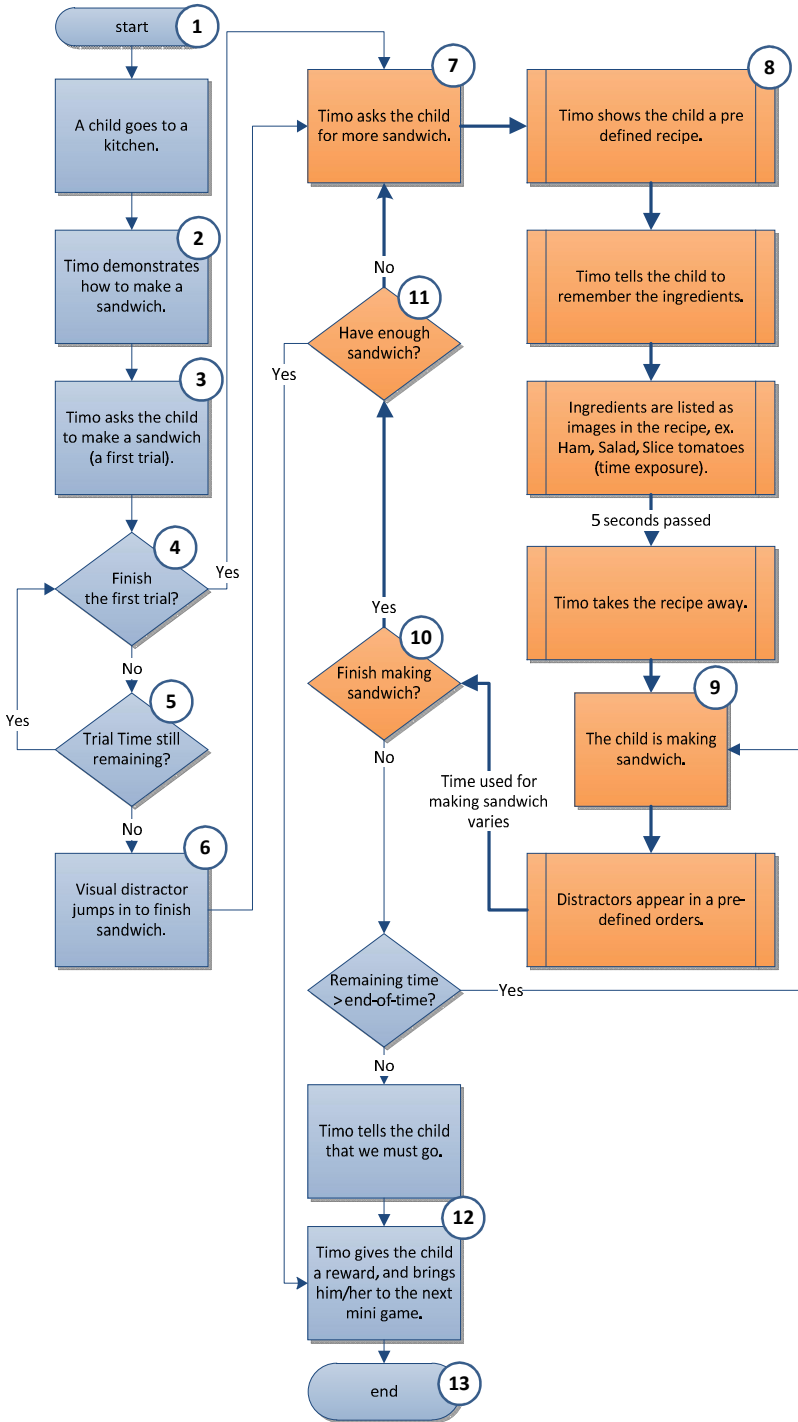 start
1
A child goes to a
kitchen.
2
Timo demonstrates
how to make a
sandwich.
3
Timo asks the child
to make a sandwich
(a first trial).
4
Finish
the first trial?
Yes
No
5
Trial Time still
remaining?
Yes
No
6
Visual distractor
jumps in to finish
sandwich.
7
Timo asks the child
for more sandwich.
8
Timo shows the child a pre
defined recipe.
Timo tells the child to
remember the ingredients.
Ingredients are listed as
images in the recipe, ex.
Ham, Salad, Slice tomatoes
(time exposure).
5 seconds passed
Timo takes the recipe away.
9
The child is making
sandwich.
Distractors appear in a pre-
defined orders.
Time used for
making sandwich
varies
10
Finish making
sandwich?
Yes
No
11
Have enough
sandwich?
No
Yes
Remaining time
>end-of-time?
Yes
No
Timo tells the child
that we must go.
12
Timo gives the child
a reward, and brings
him/her to the next
mini game.
end
13